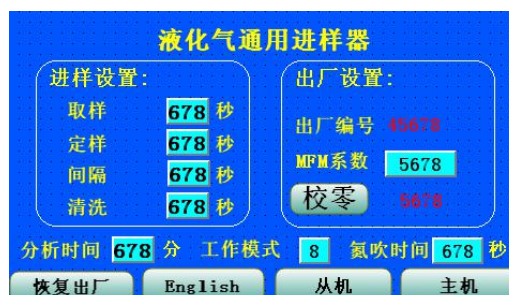 液化气通用进样器
进样设置:
取样 678 秒
定样 678 秒
间隔 678 秒
清洗 678 秒
出厂设置:
出厂编号 45678
MFM系数 5678
校零 5678
分析时间 678 分 工作模式 8 氮吹时间 678 秒
恢复出厂 English 从机 主机